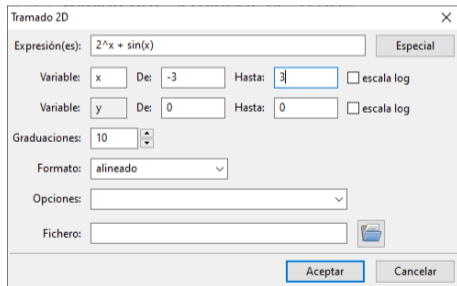 Tramado 2D
Expresión(es): 2^x + sin(x) Especial
Variable: x De: -3 Hasta: 3 escala log
Variable: y De: 0 Hasta: 0 escala log
Graduaciones: 10
Formato: alineado
Opciones:
Fichero:
Aceptar Cancelar